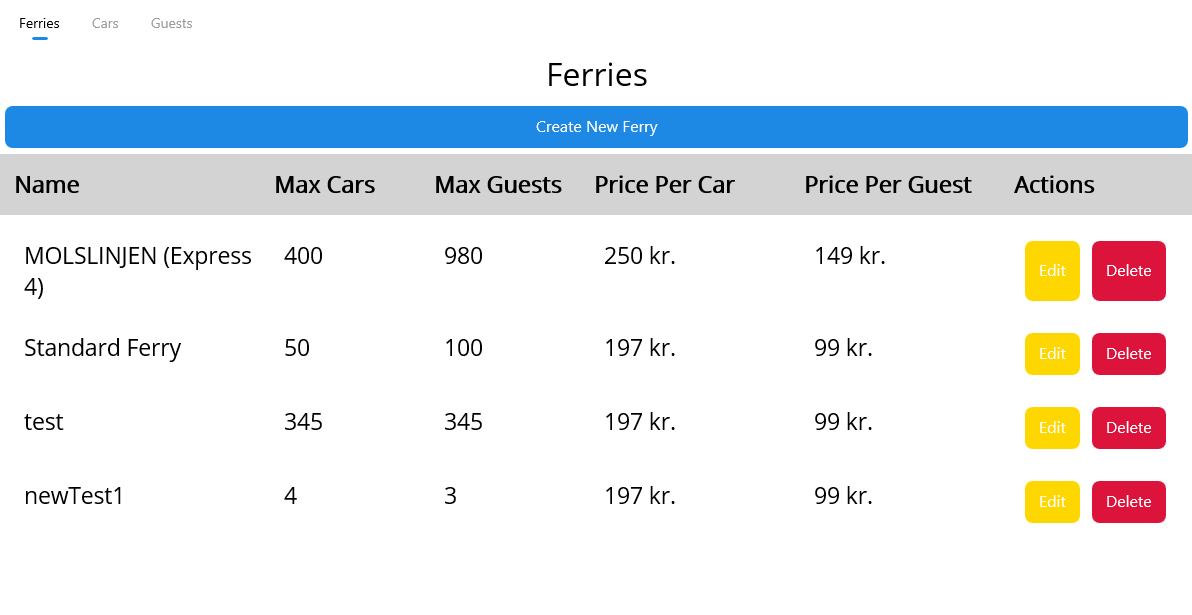 Ferries Cars Guests
Ferries
Create New Ferry
Name Max Cars Max Guests Price Per Car Price Per Guest Actions
MOLSLINJEN (Express 400 980 250 kr. 149 kr. Edit Delete
4)
Standard Ferry 50 100 197 kr. 99 kr. Edit Delete
test 345 345 197 kr. 99 kr. Edit Delete
newTest1 4 3 197 kr. 99 kr. Edit Delete